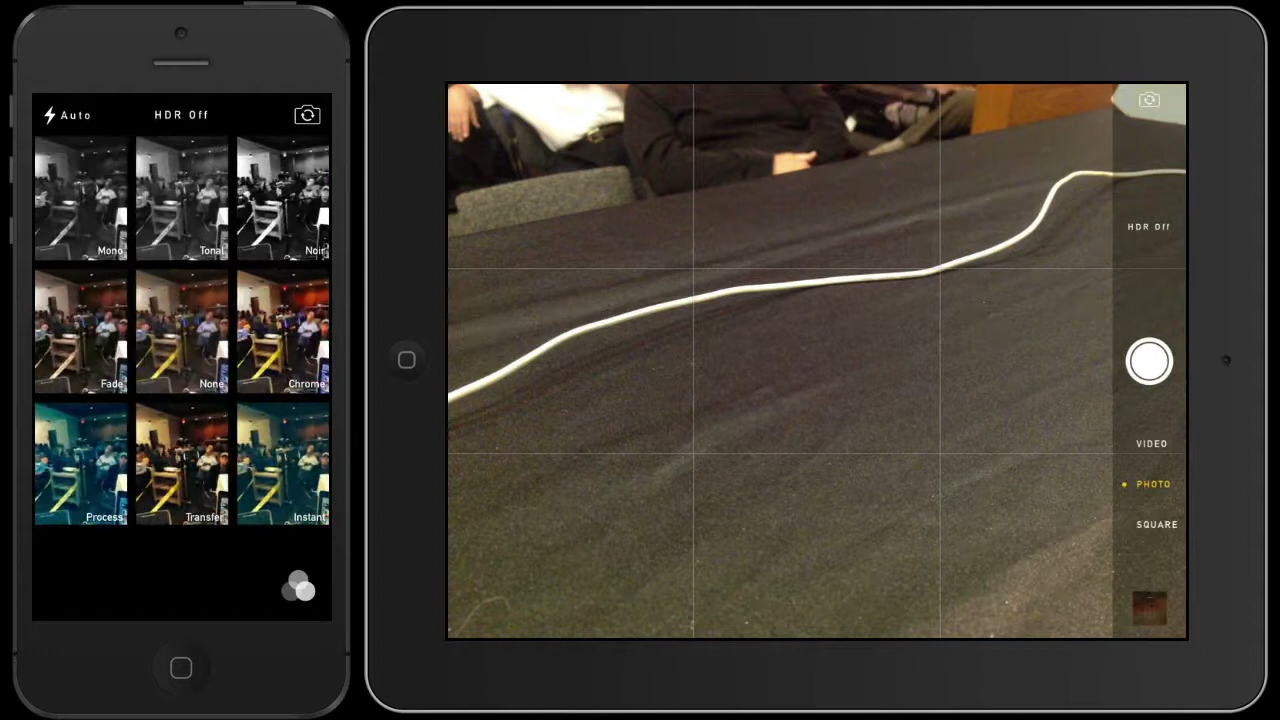 Auto HDR Off
Mono Tonal Noir
Fade None Chrome
Process Transfer Instant
HDR Off
VIDEO
PHOTO
SQUARE